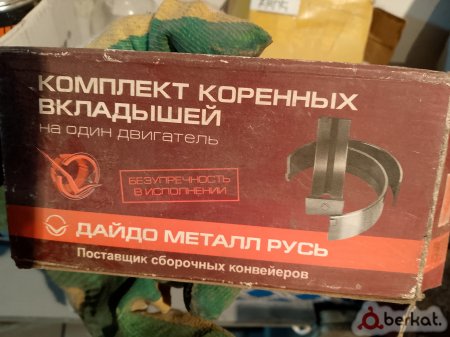 КОМПЛЕКТ КОРЕННЫХ
ВКЛАДЫШЕЙ
на один двигатель
БЕЗУПРЕЧНОСТЬ
В ИСПОЛНЕНИИ
ДАЙДО МЕТАЛЛ РУСЬ
Поставщик сборочных конвейеров
berkat.